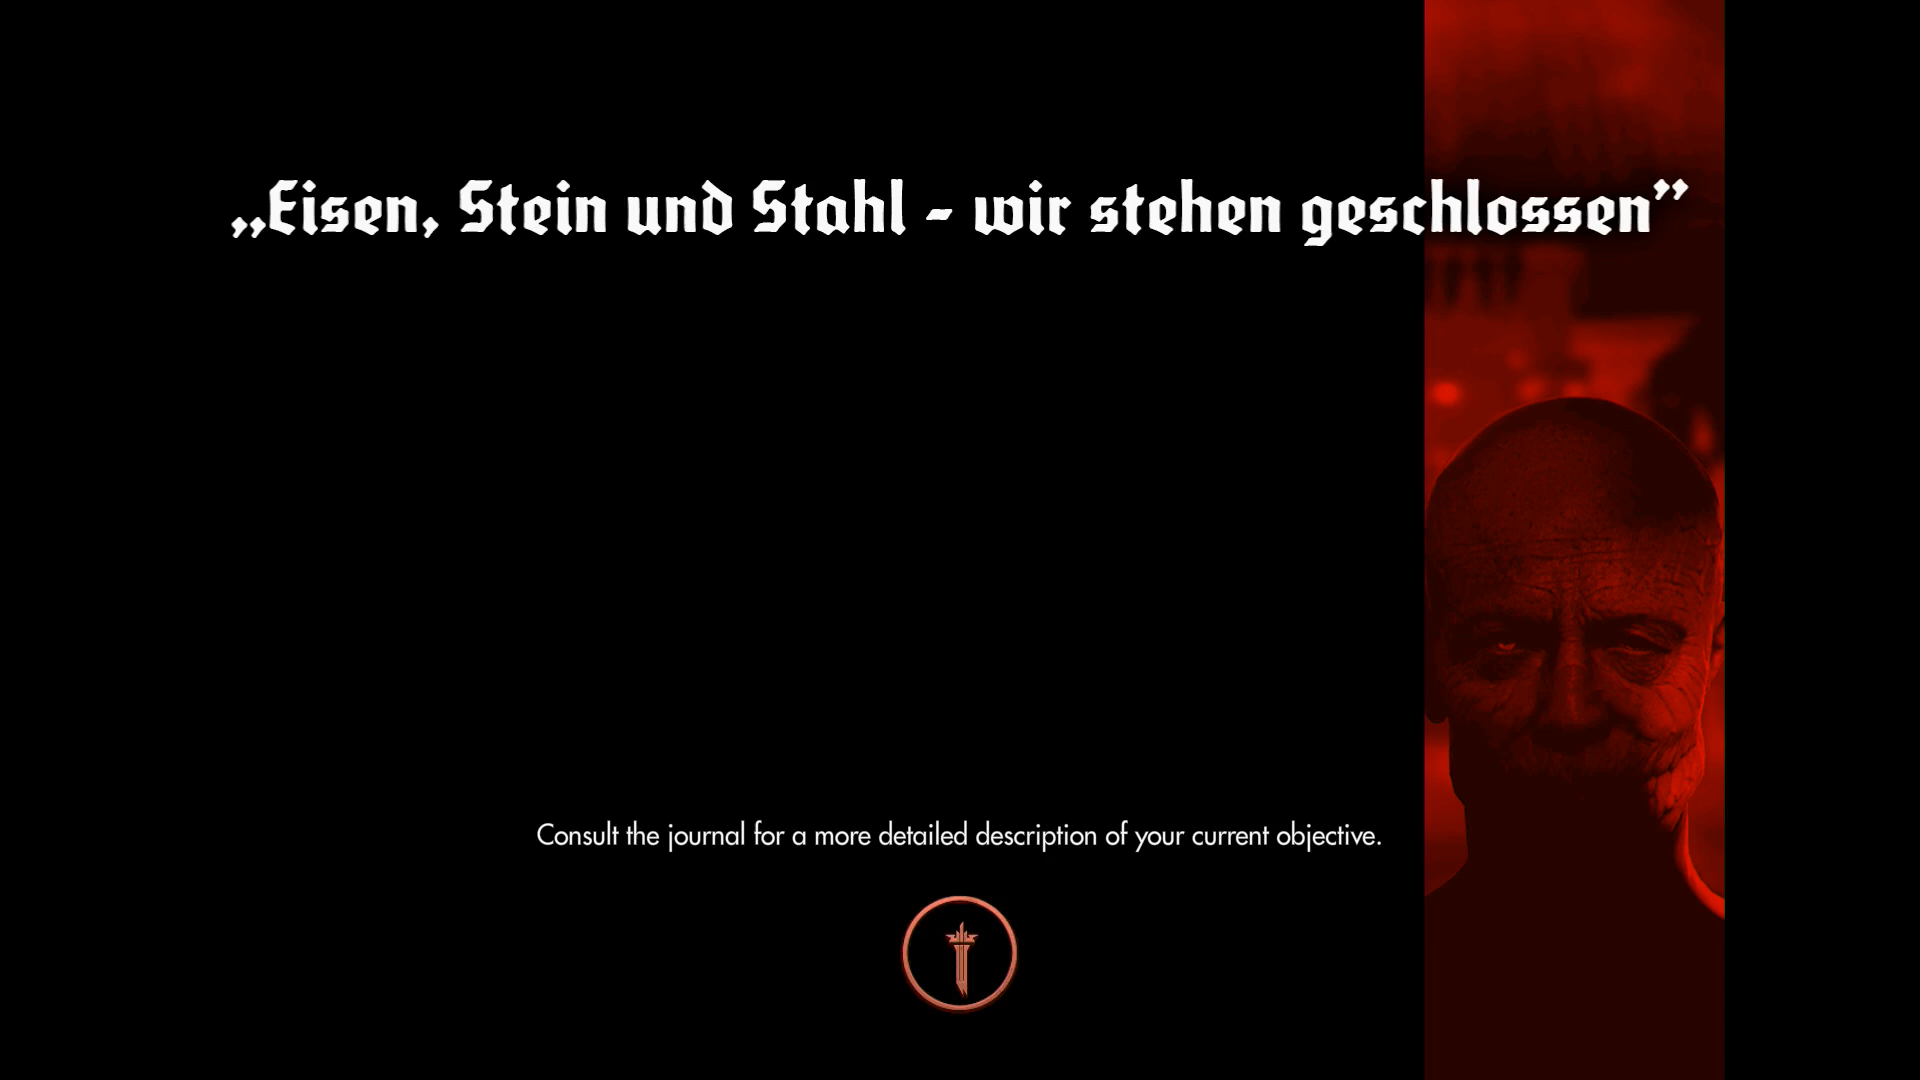 „Eisen, Stein und Stahl - wir stehen geschlossen”
Consult the journal for a more detailed description of your current objective.